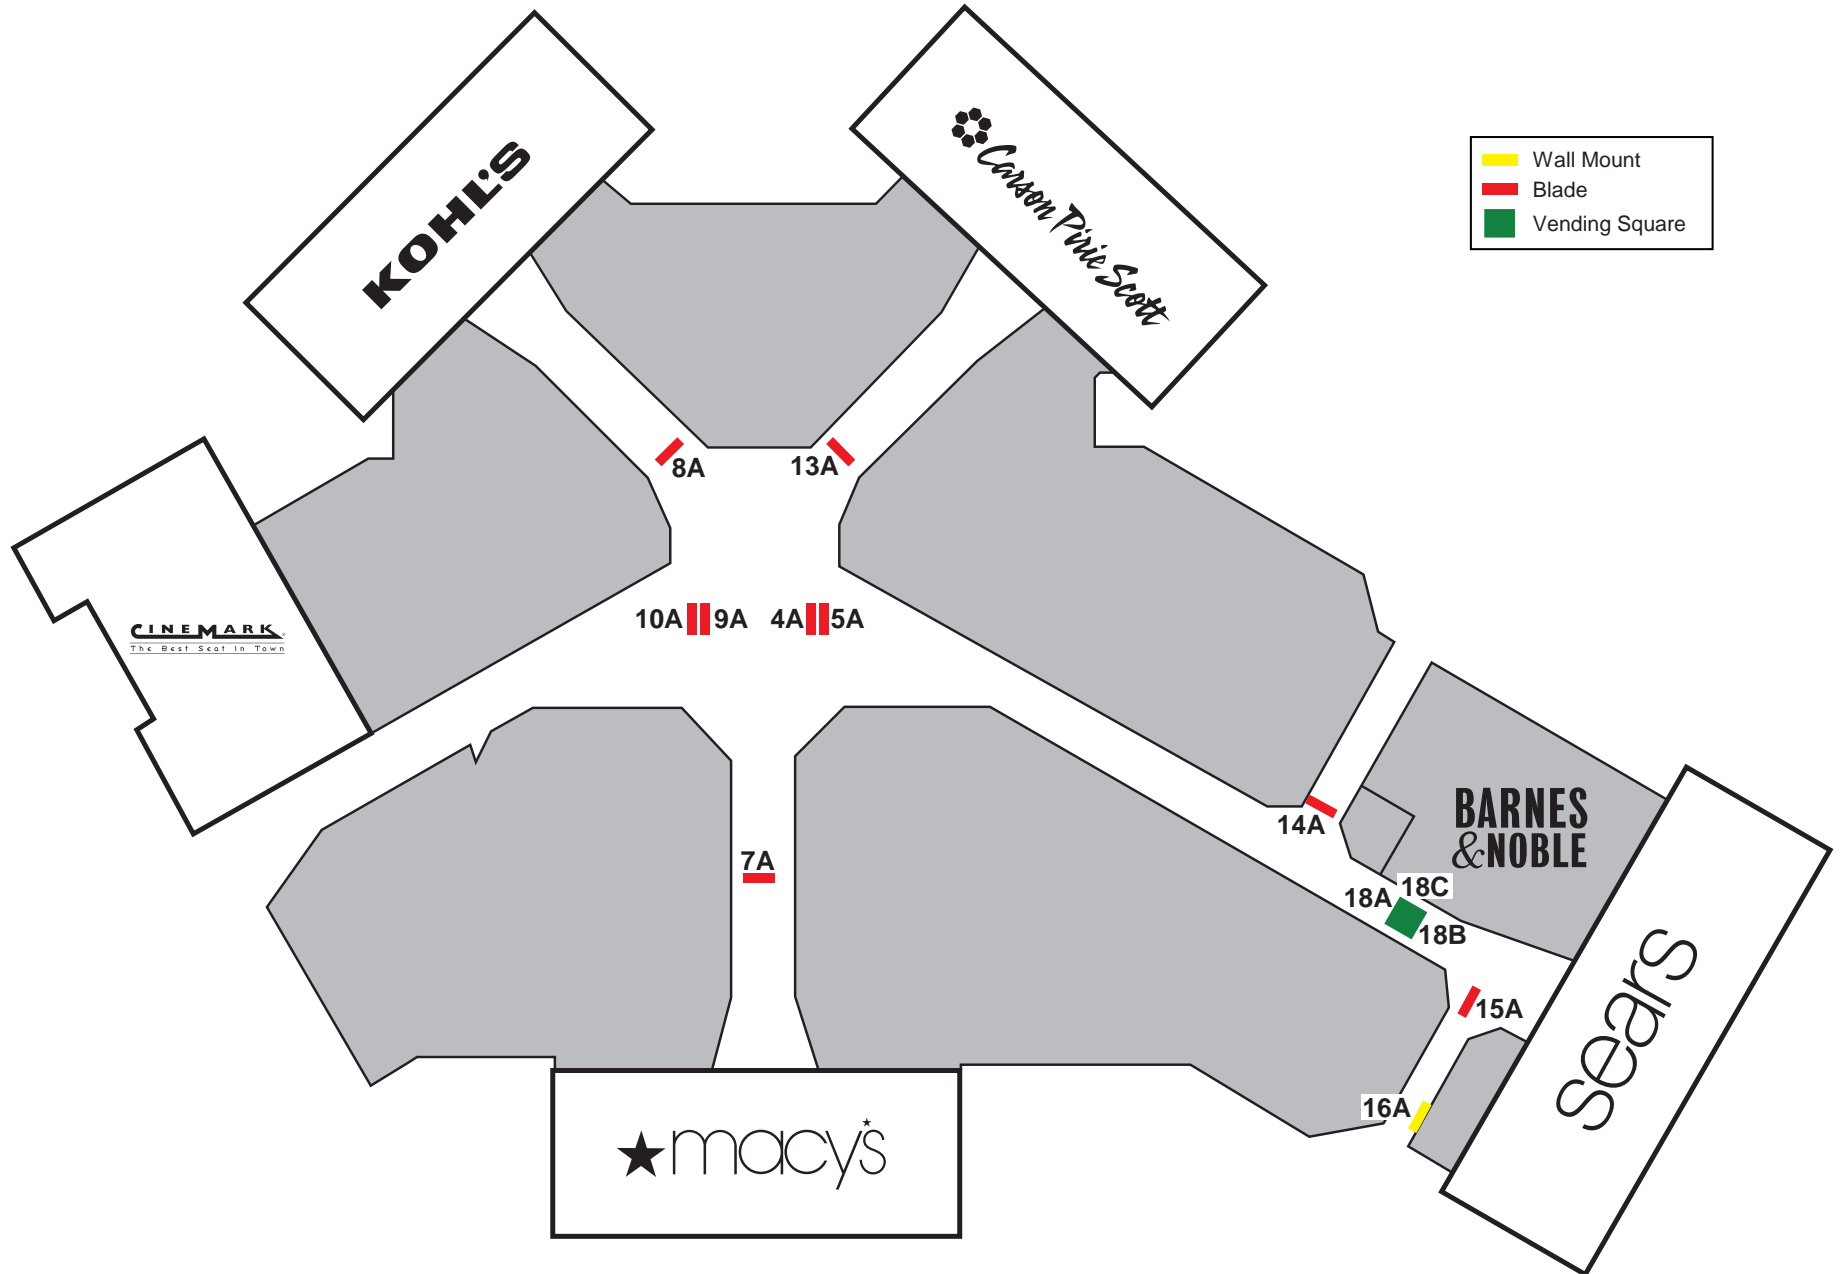 KOHL'S
Carson Pirie Scott
Wall Mount
Blade
Vending Square
8A
13A
CINEMARK
The Best Seat In Town
10A
9A
4A
5A
BARNES
&NOBLE
14A
7A
18C
18A
18B
15A
sears
16A
macy's